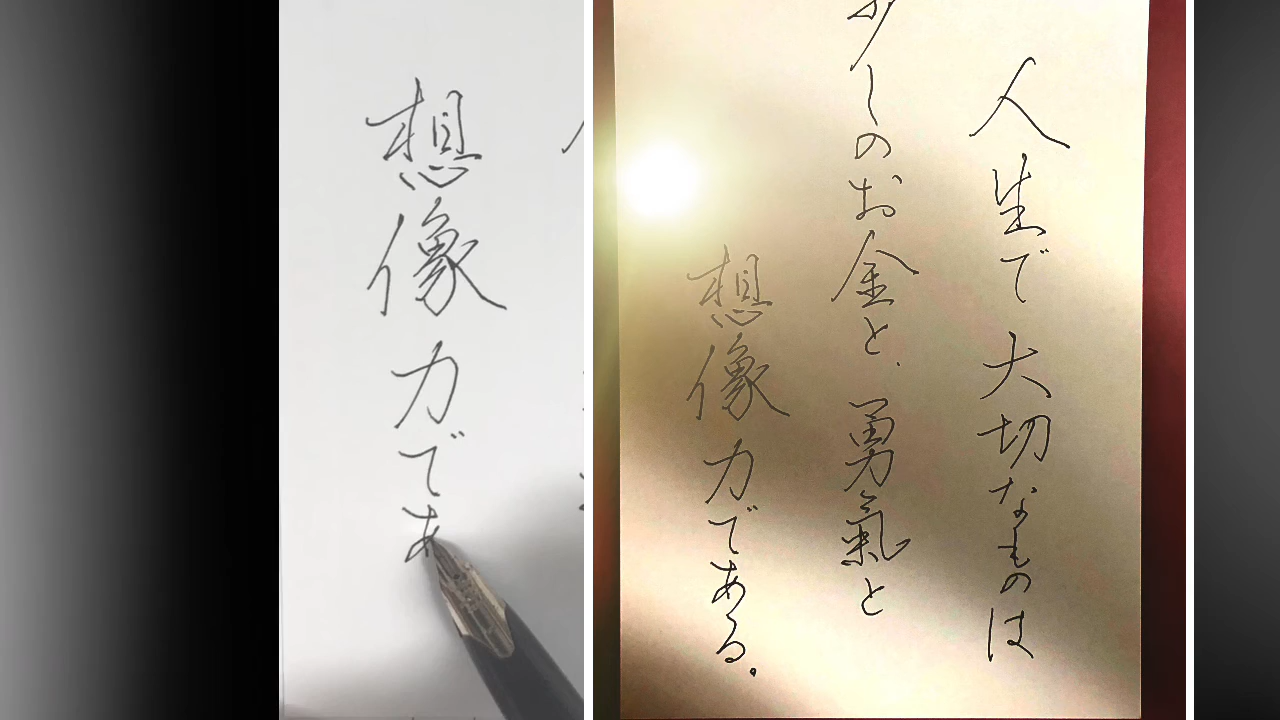 人生で大切なものは
少しのお金と、勇氣と
想像力である。
想像力であ